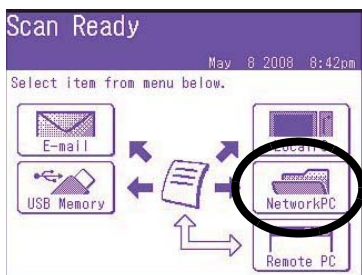 Scan Ready
May 8 2008 8:42pm
Select item from menu below.
E-mail
USB Memory
NetworkPC
Remote PC